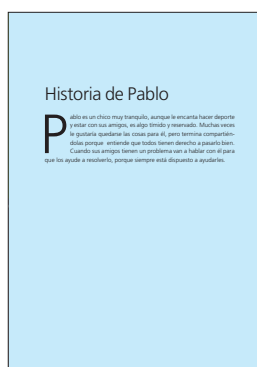 Historia de Pablo
Pablo es un chico muy tranquilo, aunque le encanta hacer deporte
y estar con sus amigos, es algo tímido y reservado. Muchas veces
le gustaría quedarse las cosas para él, pero termina compartién-
dolas porque entiende que todos tienen derecho a pasarlo bien.
Cuando sus amigos tienen un problema van a hablar con él para
que los ayude a resolverlo, porque siempre está dispuesto a ayudarles.